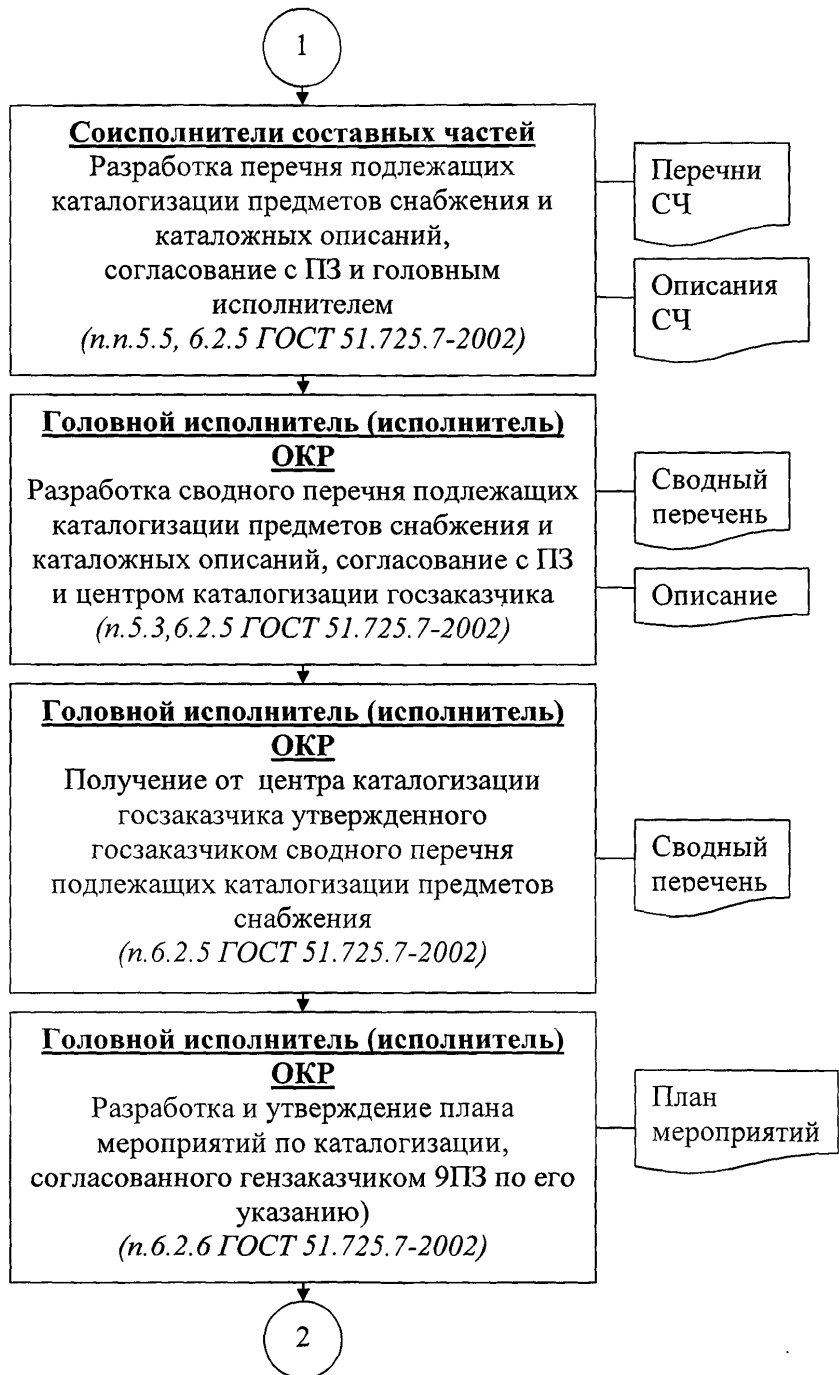 1
Соисполнители составных частей
Разработка перечня подлежащих
каталогизации предметов снабжения и
каталожных описаний,
согласование с ПЗ и головным
исполнителем
(п.п.5.5, 6.2.5 ГОСТ 51.725.7-2002)
Перечни
СЧ
Описания
СЧ
Головной исполнитель (исполнитель)
ОКР
Разработка сводного перечня подлежащих
каталогизации предметов снабжения и
каталожных описаний, согласование с ПЗ
и центром каталогизации госзаказчика
(п.5.3,6.2.5 ГОСТ 51.725.7-2002)
Сводный
перечень
Описание
Головной исполнитель (исполнитель)
ОКР
Получение от центра каталогизации
госзаказчика утвержденного
госзаказчиком сводного перечня
подлежащих каталогизации предметов
снабжения
(п.6.2.5 ГОСТ 51.725.7-2002)
Сводный
перечень
Головной исполнитель (исполнитель)
ОКР
Разработка и утверждение плана
мероприятий по каталогизации,
согласованного гензаказчиком 9ПЗ по его
указанию)
(п.6.2.6 ГОСТ 51.725.7-2002)
План
мероприятий
2